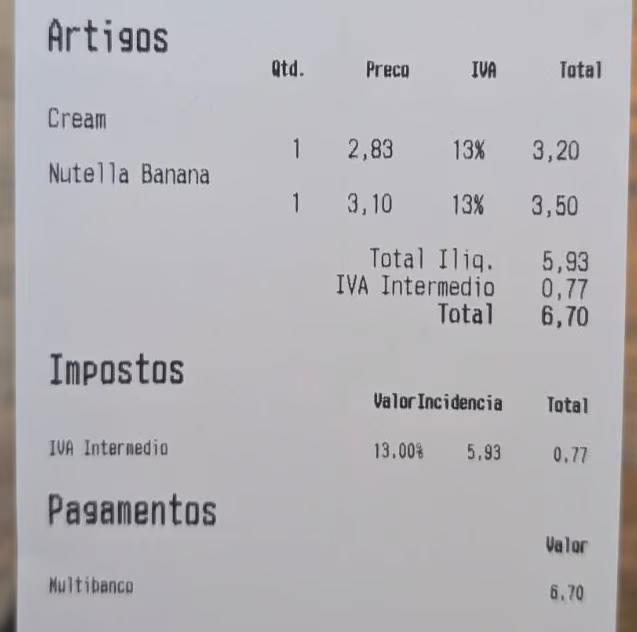 Artigos
Qtd. Preco IVA Total
Cream
1 2,83 13% 3,20
Nutella Banana
1 3,10 13% 3,50
Total Iliq. 5,93
IVA Intermedio 0,77
Total 6,70
Impostos
Valor Incidencia Total
IVA Intermedio 13,00% 5,93 0,77
Pagamentos
Valor
Multibanco 6,70